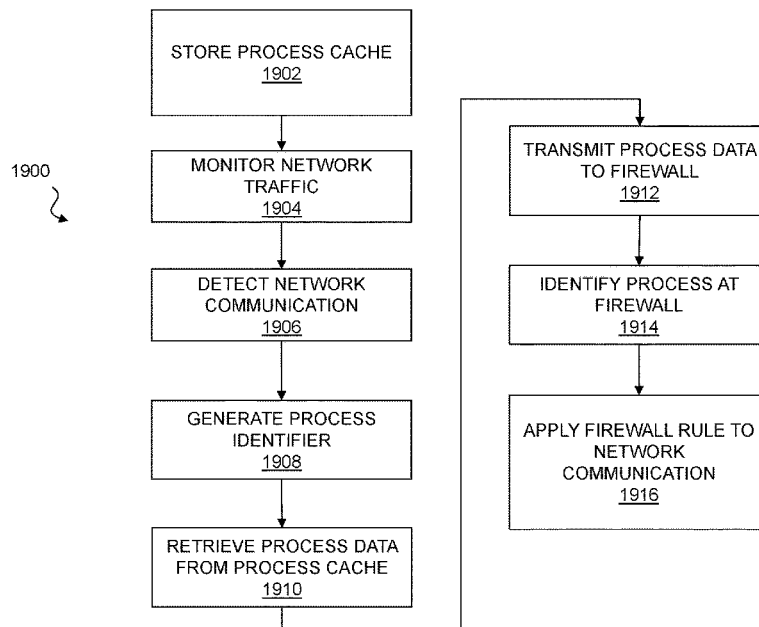 STORE PROCESS CACHE
1902
1900
MONITOR NETWORK
TRAFFIC
1904
DETECT NETWORK
COMMUNICATION
1906
GENERATE PROCESS
IDENTIFIER
1908
RETRIEVE PROCESS DATA
FROM PROCESS CACHE
1910
TRANSMIT PROCESS DATA
TO FIREWALL
1912
IDENTIFY PROCESS AT
FIREWALL
1914
APPLY FIREWALL RULE TO
NETWORK
COMMUNICATION
1916